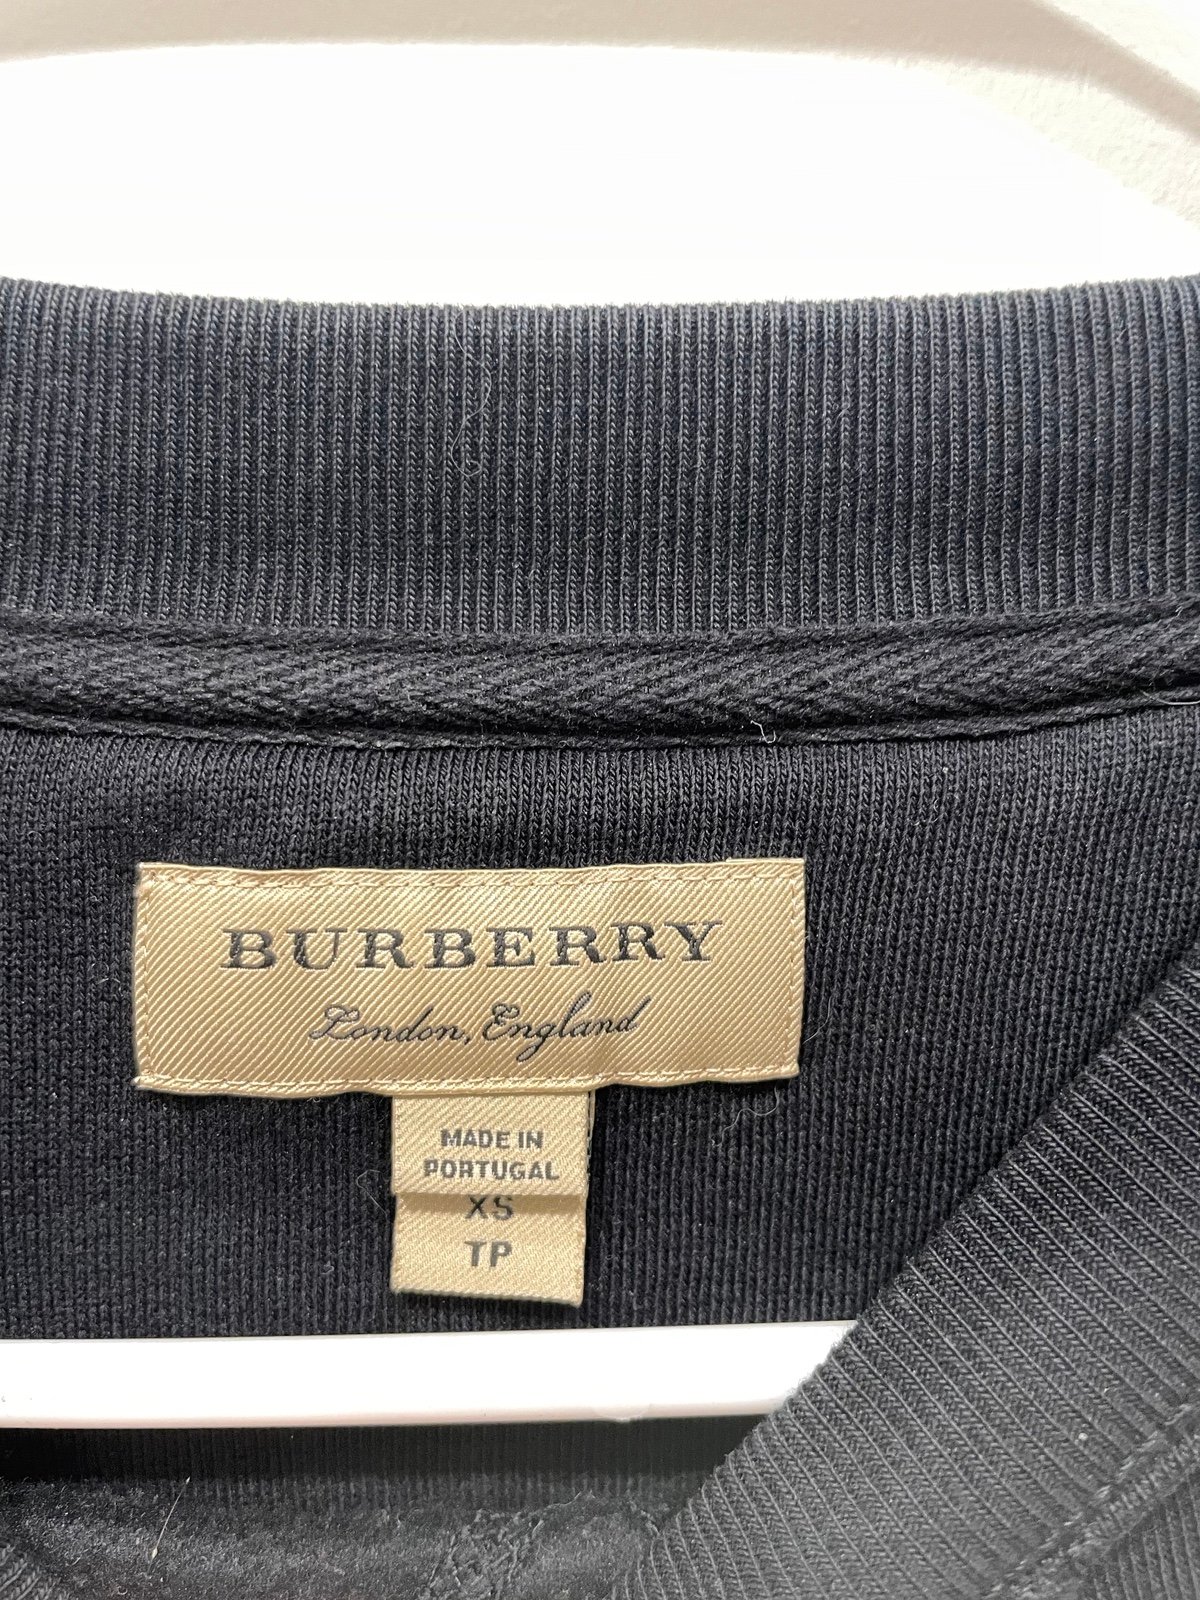 BURBERRY
London, England
MADE IN
PORTUGAL
XS
TP